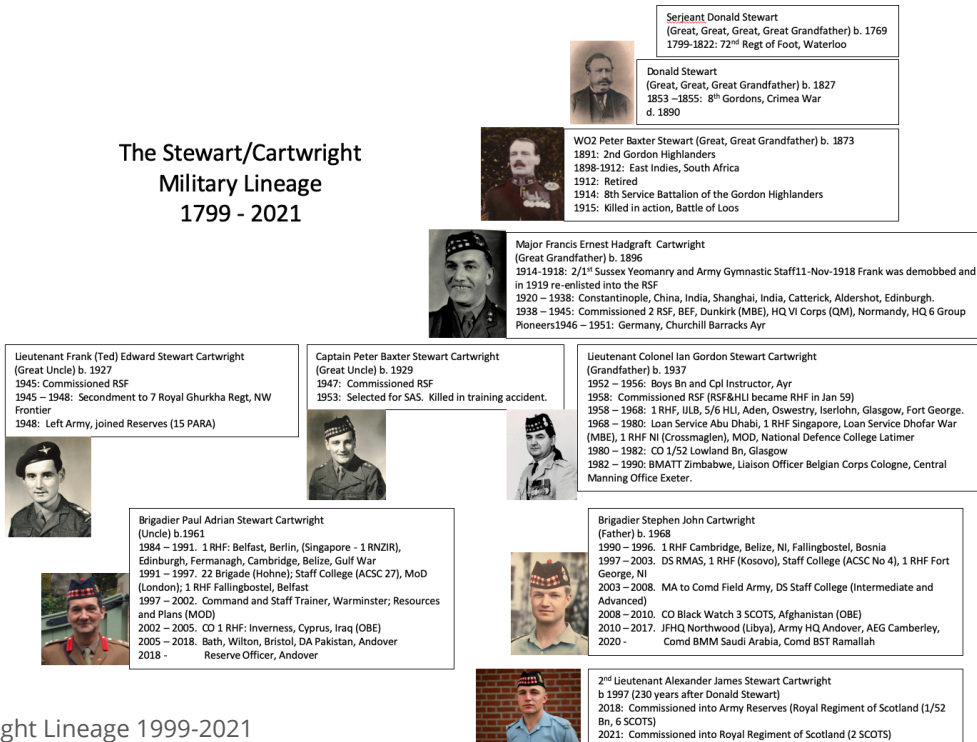 Serjeant Donald Stewart
(Great, Great, Great, Great Grandfather) b. 1769
1799-1822: 72nd Regt of Foot, Waterloo
Donald Stewart
(Great, Great, Great Grandfather) b. 1827
1853 –1855: 8th Gordons, Crimea War
d. 1890
The Stewart/Cartwright
Military Lineage
1799 - 2021
WO2 Peter Baxter Stewart (Great, Great Grandfather) b. 1873
1891: 2nd Gordon Highlanders
1898-1912: East Indies, South Africa
1912: Retired
1914: 8th Service Battalion of the Gordon Highlanders
1915: Killed in action, Battle of Loos
Major Francis Ernest Hadgraft Cartwright
(Great Grandfather) b. 1896
1914-1918: 2/1st Sussex Yeomanry and Army Gymnastic Staff11-Nov-1918 Frank was demobbed and
in 1919 re-enlisted into the RSF
1920 – 1938: Constantinople, China, India, Shanghai, India, Catterick, Aldershot, Edinburgh.
1938 – 1945: Commissioned 2 RSF, BEF, Dunkirk (MBE), HQ VI Corps (QM), Normandy, HQ 6 Group
Pioneers1946 – 1951: Germany, Churchill Barracks Ayr
Lieutenant Frank (Ted) Edward Stewart Cartwright
(Great Uncle) b. 1927
1945: Commissioned RSF
1945 – 1948: Secondment to 7 Royal Ghurkha Regt, NW
Frontier
1948: Left Army, joined Reserves (15 PARA)
Captain Peter Baxter Stewart Cartwright
(Great Uncle) b. 1929
1947: Commissioned RSF
1953: Selected for SAS. Killed in training accident.
Lieutenant Colonel Ian Gordon Stewart Cartwright
(Grandfather) b. 1937
1952 – 1956: Boys Bn and Cpl Instructor, Ayr
1958: Commissioned RSF (RSF&HLI became RHF in Jan 59)
1958 – 1968: 1 RHF, IJLB, 5/6 HLI, Aden, Oswestry, Iserlohn, Glasgow, Fort George.
1968 – 1980: Loan Service Abu Dhabi, 1 RHF Singapore, Loan Service Dhofar War
(MBE), 1 RHF NI (Crossmaglen), MOD, National Defence College Latimer
1980 – 1982: CO 1/52 Lowland Bn, Glasgow
1982 – 1990: BMATT Zimbabwe, Liaison Officer Belgian Corps Cologne, Central
Manning Office Exeter.
Brigadier Paul Adrian Stewart Cartwright
(Uncle) b.1961
1984 – 1991. 1 RHF: Belfast, Berlin, (Singapore - 1 RNZIR),
Edinburgh, Fermanagh, Cambridge, Belize, Gulf War
1991 – 1997. 22 Brigade (Hohne); Staff College (ACSC 27), MoD
(London); 1 RHF Fallingbostel, Belfast
1997 – 2002. Command and Staff Trainer, Warminster; Resources
and Plans (MOD)
2002 – 2005. CO 1 RHF: Inverness, Cyprus, Iraq (OBE)
2005 – 2018. Bath, Wilton, Bristol, DA Pakistan, Andover
2018 - Reserve Officer, Andover
Brigadier Stephen John Cartwright
(Father) b. 1968
1990 – 1996. 1 RHF Cambridge, Belize, NI, Fallingbostel, Bosnia
1997 – 2003. DS RMAS, 1 RHF (Kosovo), Staff College (ACSC No 4), 1 RHF Fort
George, NI
2003 – 2008. MA to Comd Field Army, DS Staff College (Intermediate and
Advanced)
2008 – 2010. CO Black Watch 3 SCOTS, Afghanistan (OBE)
2010 – 2017. JFHQ Northwood (Libya), Army HQ Andover, AEG Camberley,
2020 - Comd BMM Saudi Arabia, Comd BST Ramallah
2nd Lieutenant Alexander James Stewart Cartwright
b 1997 (230 years after Donald Stewart)
2018: Commissioned into Army Reserves (Royal Regiment of Scotland (1/52
Bn, 6 SCOTS)
2021: Commissioned into Royal Regiment of Scotland (2 SCOTS)
ght Lineage 1999-2021